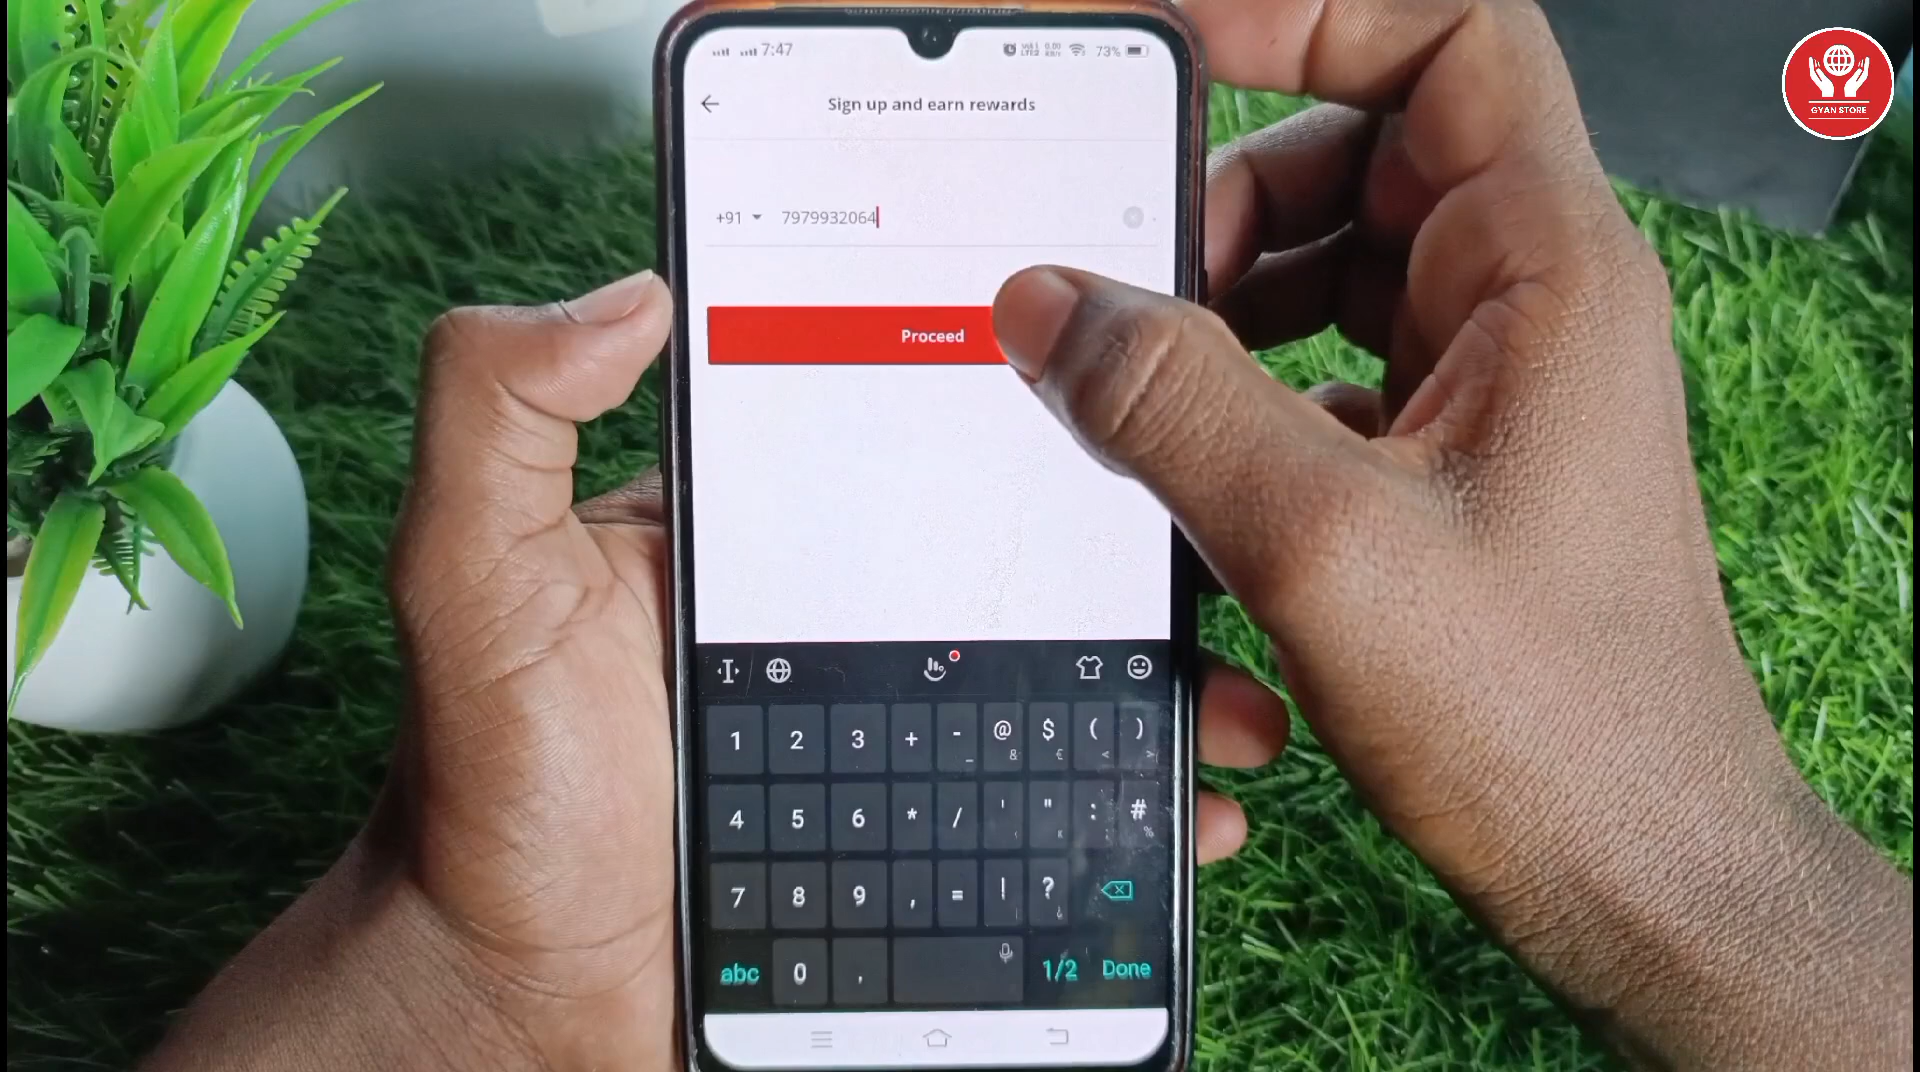 7:47
73%
GYAN STORE
Sign up and earn rewards
+91 7979932064
Proceed
1 2 3 + - @ $ ( )
_ & € < >
4 5 6 * / ' " : #
%
7 8 9 , = ! ?
abc 0 , 1/2 Done